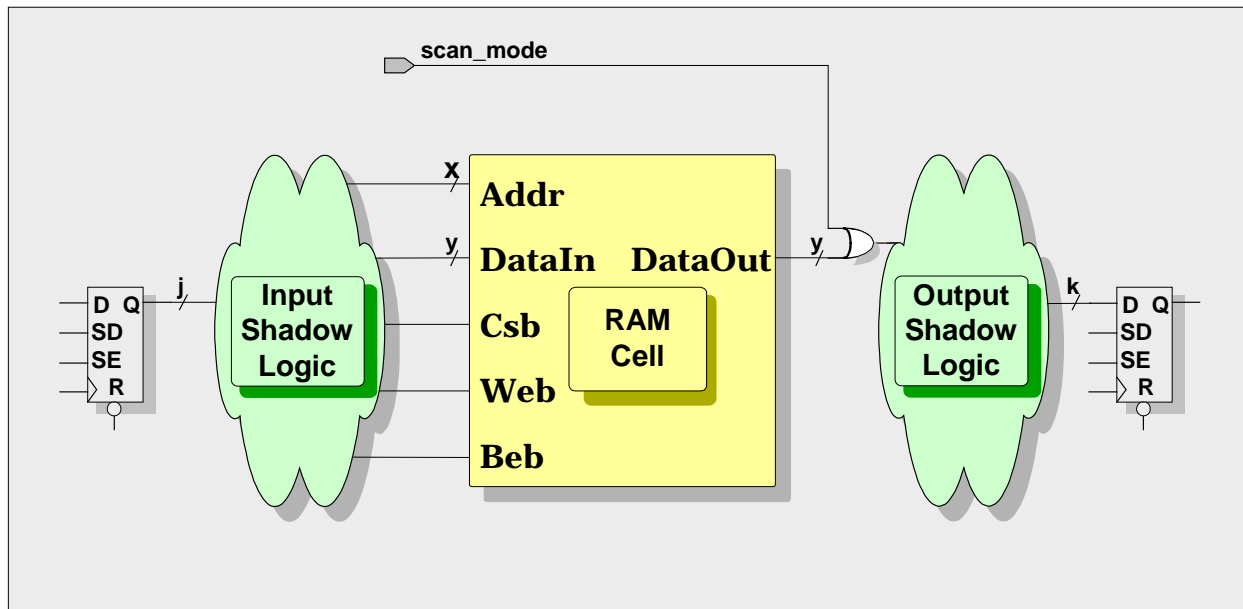 scan_mode
x
Addr
y
DataIn
DataOut
y
j
Input
Shadow
Logic
Csb
RAM
Cell
Web
Beb
Output
Shadow
Logic
k
D Q
SD
SE
R
D Q
SD
SE
R